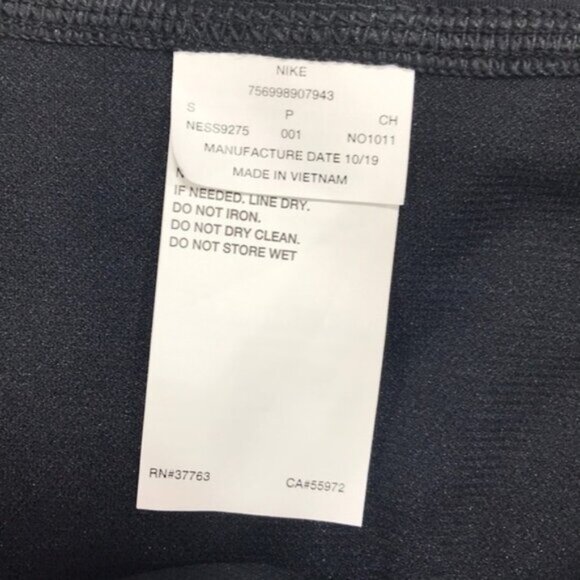 NIKE
756998907943
S P CH
NESS9275 001 NO1011
MANUFACTURE DATE 10/19
MADE IN VIETNAM
IF NEEDED. LINE DRY.
DO NOT IRON.
DO NOT DRY CLEAN.
DO NOT STORE WET
RN#37763 CA#55972